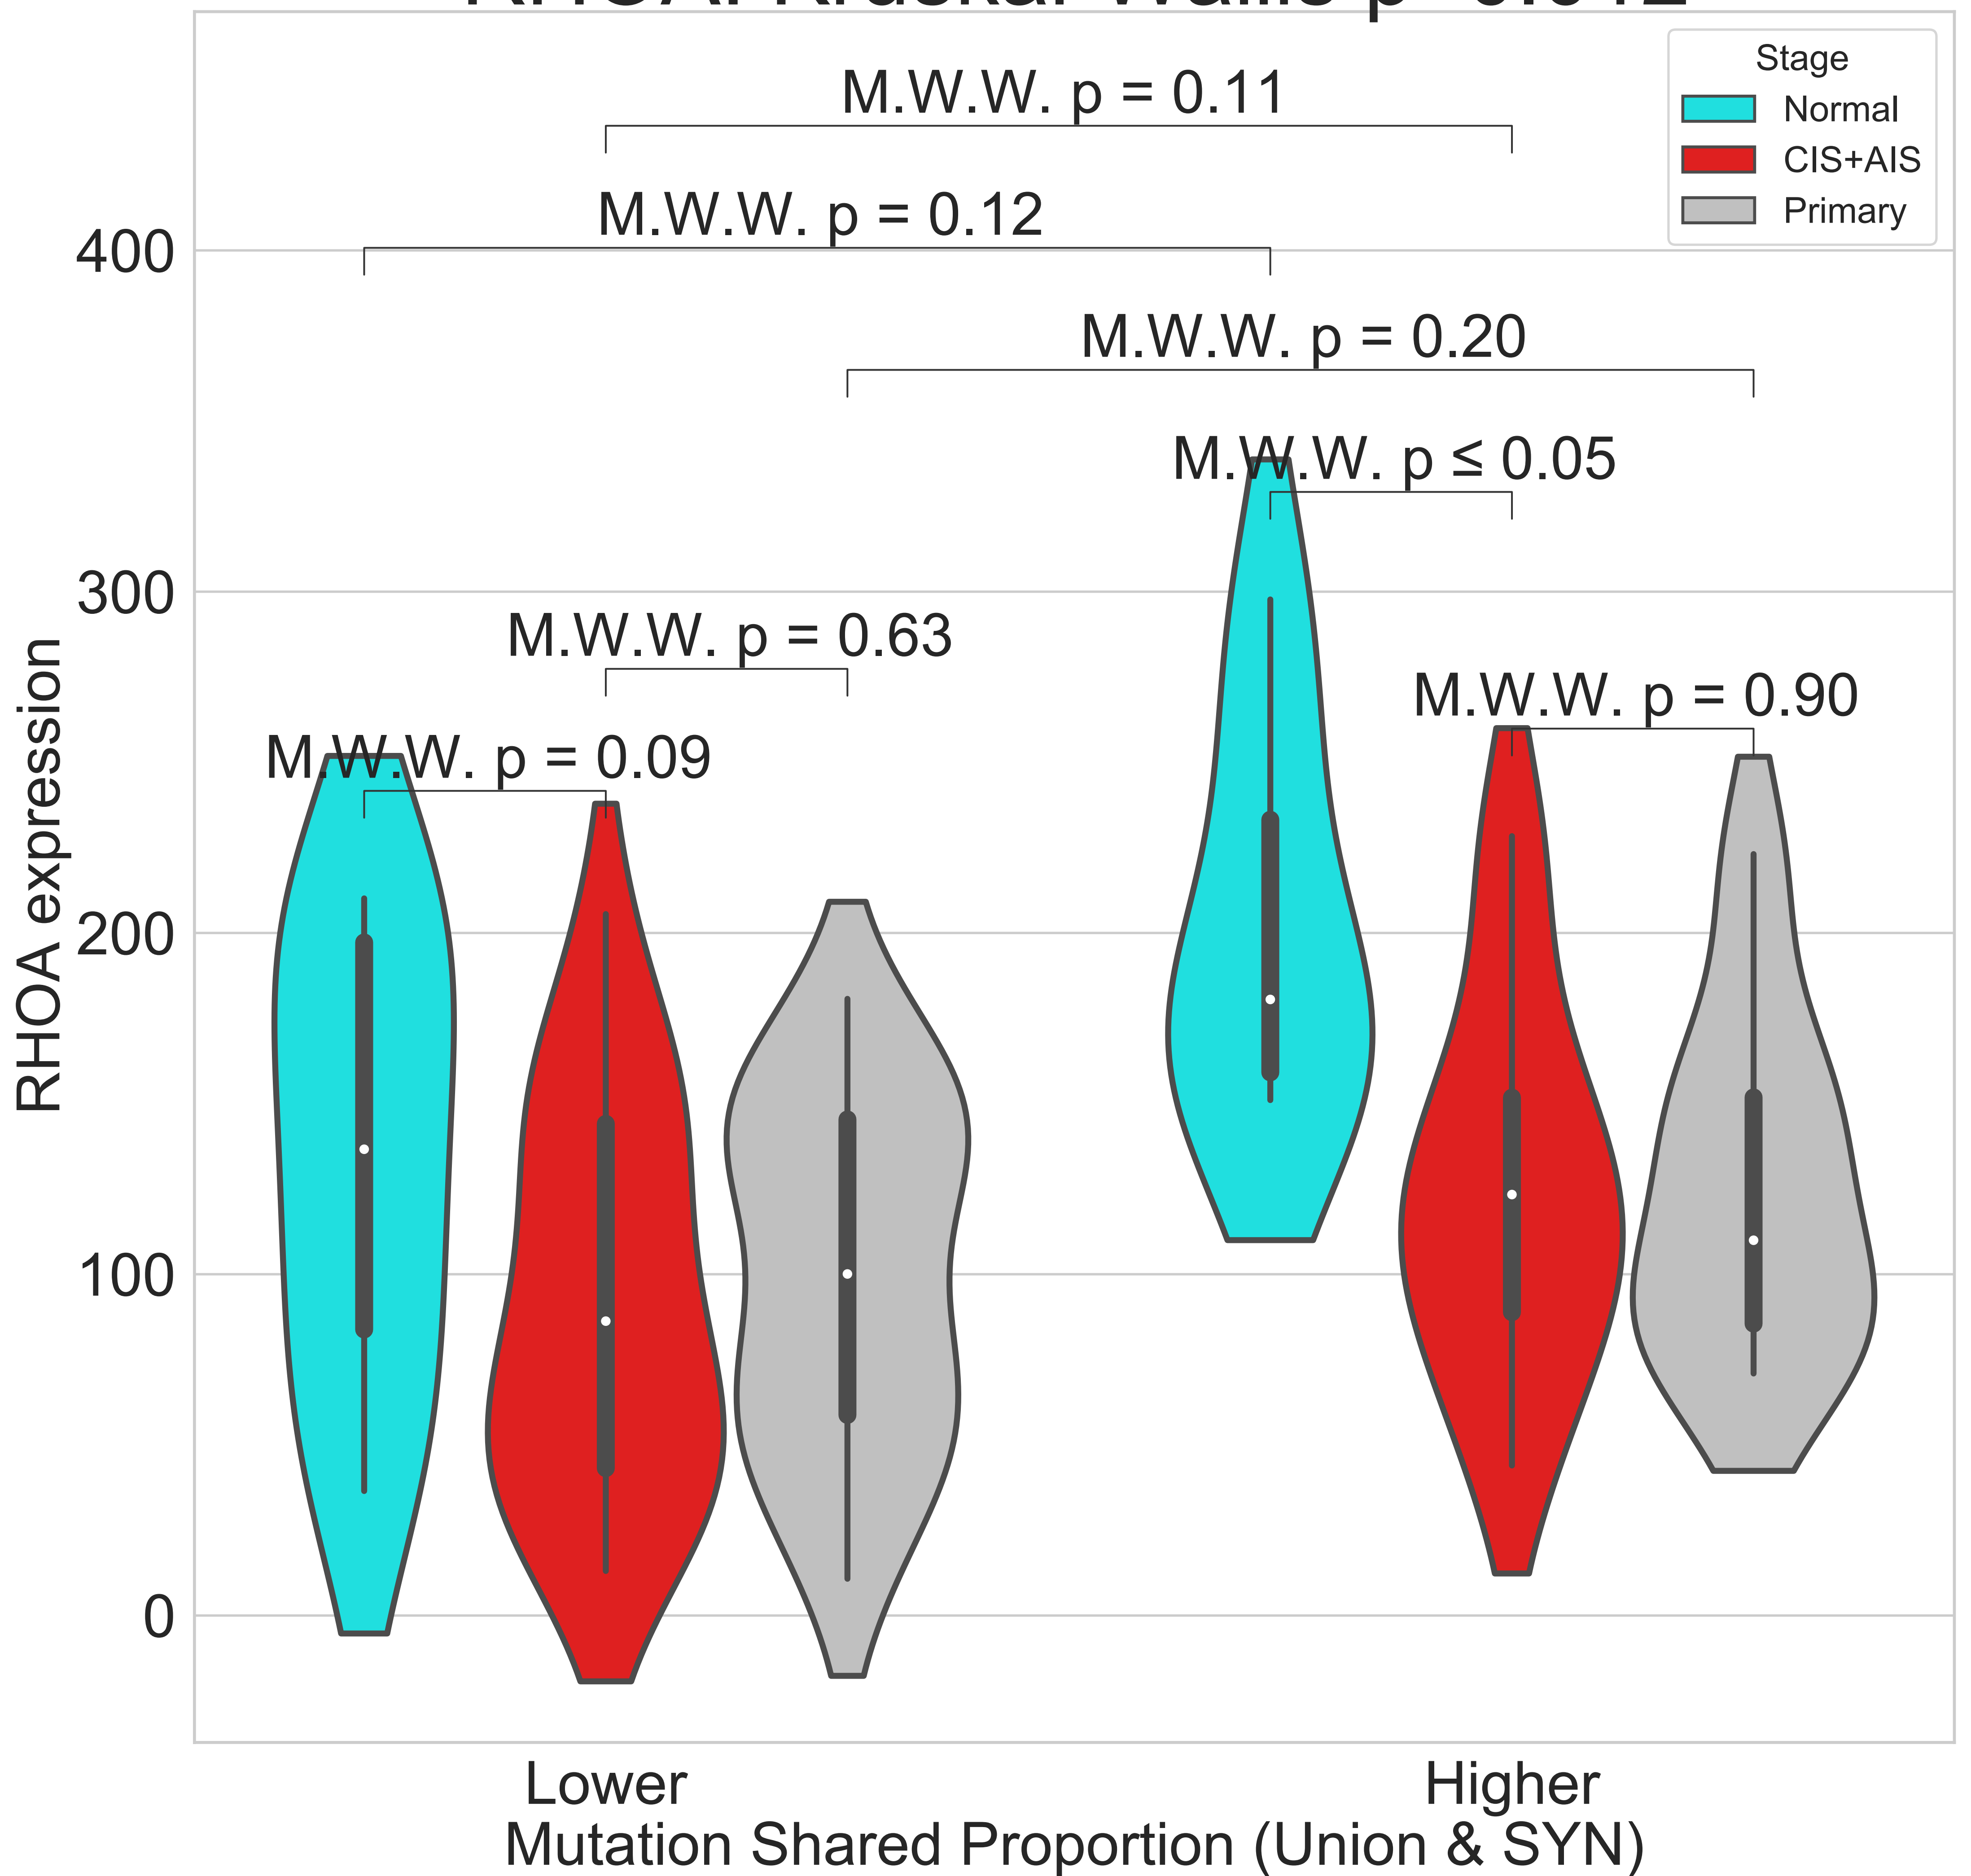 M.W.W. p = 0.11
Stage
Normal
CIS+AIS
Primary
M.W.W. p = 0.12
400
M.W.W. p = 0.20
M.W.W. p ≤ 0.05
300
M.W.W. p = 0.63
M.W.W. p = 0.90
M.W.W. p = 0.09
RHOA expression
200
100
0
Lower
Higher
Mutation Shared Proportion (Union & SYN)